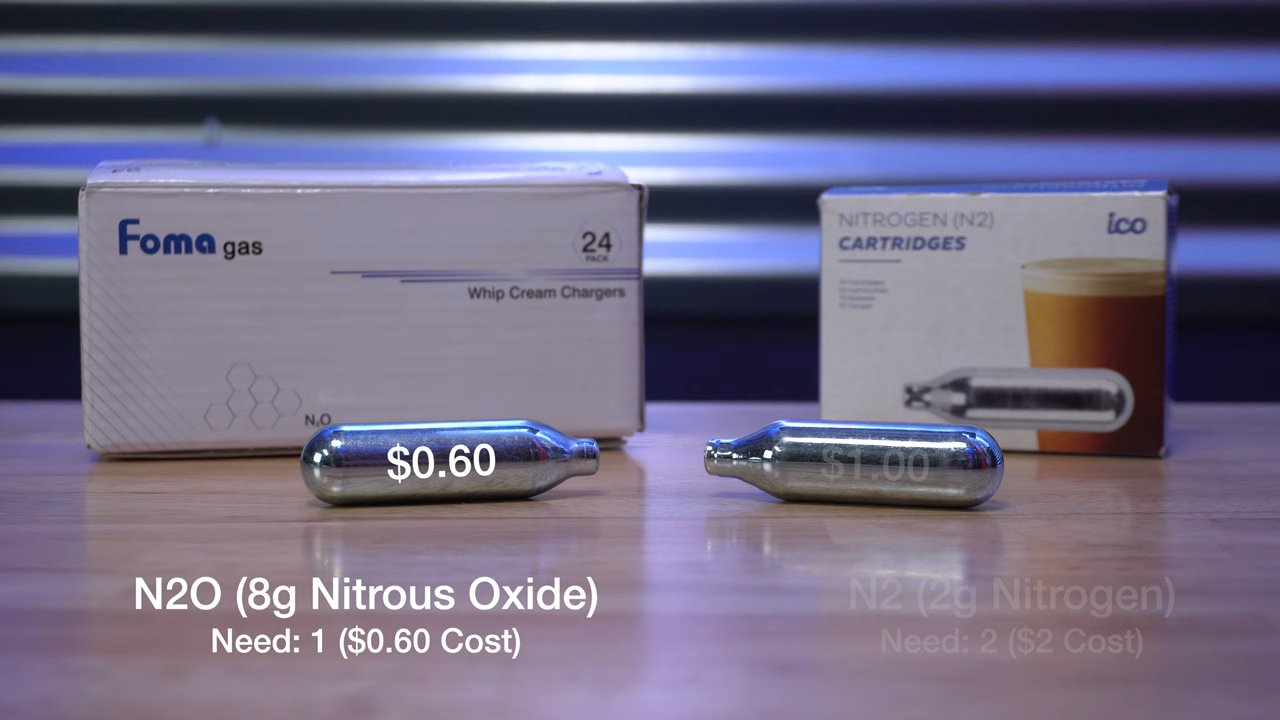 Foma gas
24
PACK
Whip Cream Chargers
N₂O
NITROGEN (N2)
CARTRIDGES
ico
$0.60
$1.00
N2O (8g Nitrous Oxide)
Need: 1 ($0.60 Cost)
N2 (2g Nitrogen)
Need: 2 ($2 Cost)